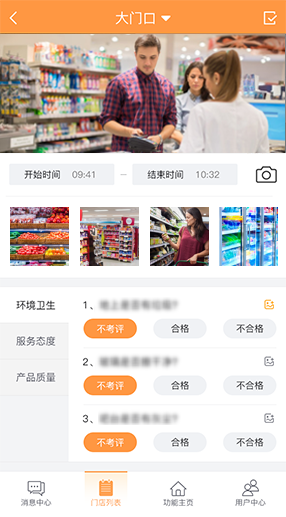 大门口
开始时间 09:41 — 结束时间 10:32
环境卫生
服务态度
产品质量
1、
不考评 合格 不合格
2、
不考评 合格 不合格
3、
不考评 合格 不合格
消息中心 门店列表 功能主页 用户中心